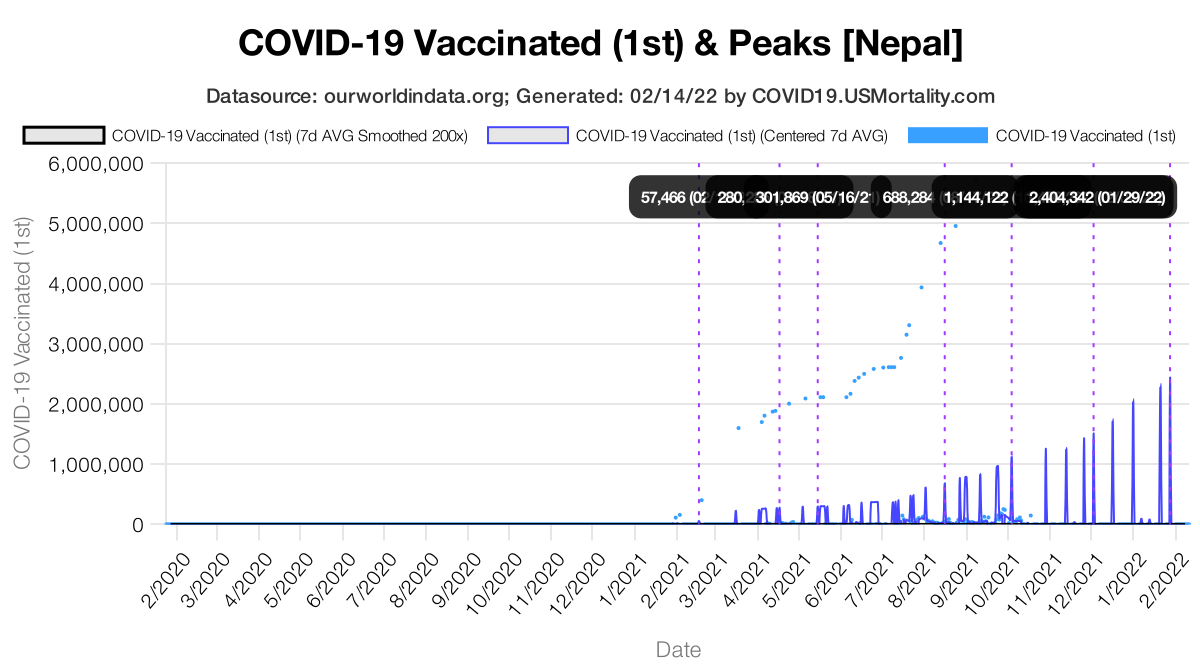 COVID-19 Vaccinated (1st) & Peaks [Nepal]
Datasource: ourworldindata.org; Generated: 02/14/22 by COVID19.USMortality.com
COVID-19 Vaccinated (1st) (7d AVG Smoothed 200x) COVID-19 Vaccinated (1st) (Centered 7d AVG) COVID-19 Vaccinated (1st)
6,000,000
57,466 (02/ 280, 301,869 (05/16/21) 688,284 1,144,122 ( 2,404,342 (01/29/22)
5,000,000
4,000,000
3,000,000
2,000,000
1,000,000
0
COVID-19 Vaccinated (1st)
2/2020 3/2020 4/2020 5/2020 6/2020 7/2020 8/2020 9/2020 10/2020 11/2020 12/2020 1/2021 2/2021 3/2021 4/2021 5/2021 6/2021 7/2021 8/2021 9/2021 10/2021 11/2021 12/2021 1/2022 2/2022
Date